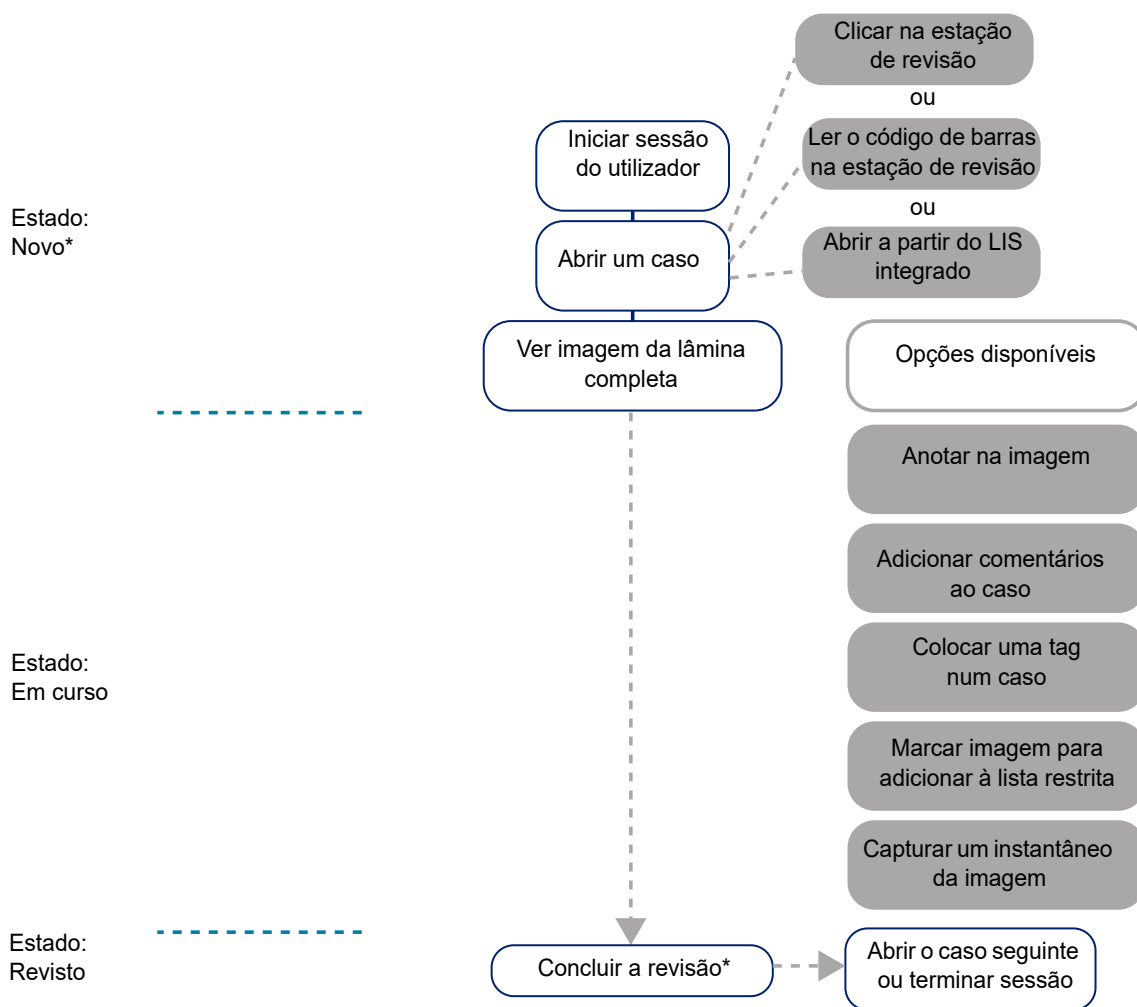 Clicar na estação
de revisão
ou
Iniciar sessão
do utilizador
Ler o código de barras
na estação de revisão
ou
Estado:
Novo*
Abrir um caso
Abrir a partir do LIS
integrado
Ver imagem da lâmina
completa
Opções disponíveis
Anotar na imagem
Adicionar comentários
ao caso
Estado:
Em curso
Colocar uma tag
num caso
Marcar imagem para
adicionar à lista restrita
Capturar um instantâneo
da imagem
Estado:
Revisto
Concluir a revisão*
Abrir o caso seguinte
ou terminar sessão